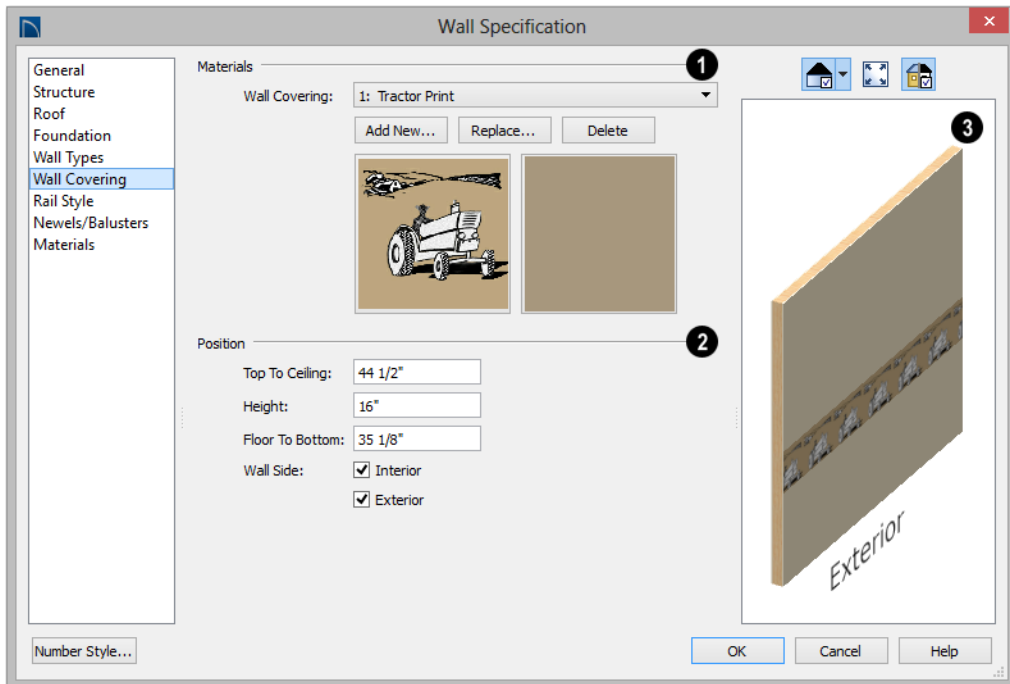 Wall Specification
General
Structure
Roof
Foundation
Wall Types
Wall Covering
Rail Style
Newels/Balusters
Materials
Materials
1
Wall Covering: 1: Tractor Print
Add New... Replace... Delete
Position
2
Top To Ceiling: 44 1/2"
Height: 16"
Floor To Bottom: 35 1/8"
Wall Side: Interior
Exterior
3
Exterior
Number Style...
OK Cancel Help